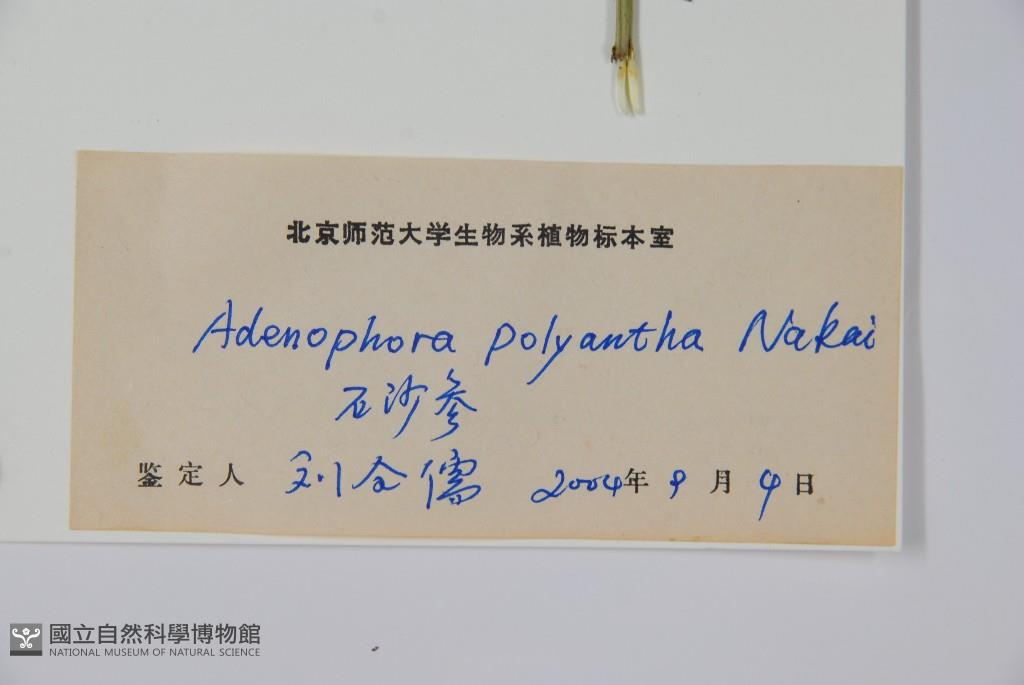 北京师范大学生物系植物标本室
Adenophora polyantha Nakai
石沙参
鉴定人 刘全儒 2004年9月4日
國立自然科學博物館
NATIONAL MUSEUM OF NATURAL SCIENCE